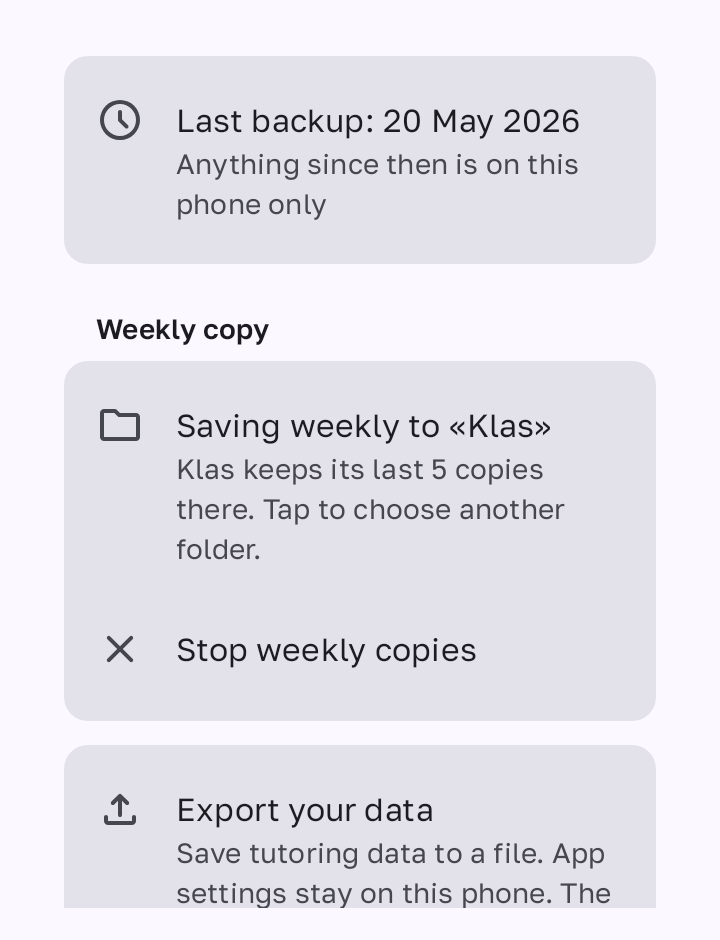 Last backup: 20 May 2026
Anything since then is on this
phone only
Weekly copy
Saving weekly to «Klas»
Klas keeps its last 5 copies
there. Tap to choose another
folder.
Stop weekly copies
Export your data
Save tutoring data to a file. App
settings stay on this phone. The